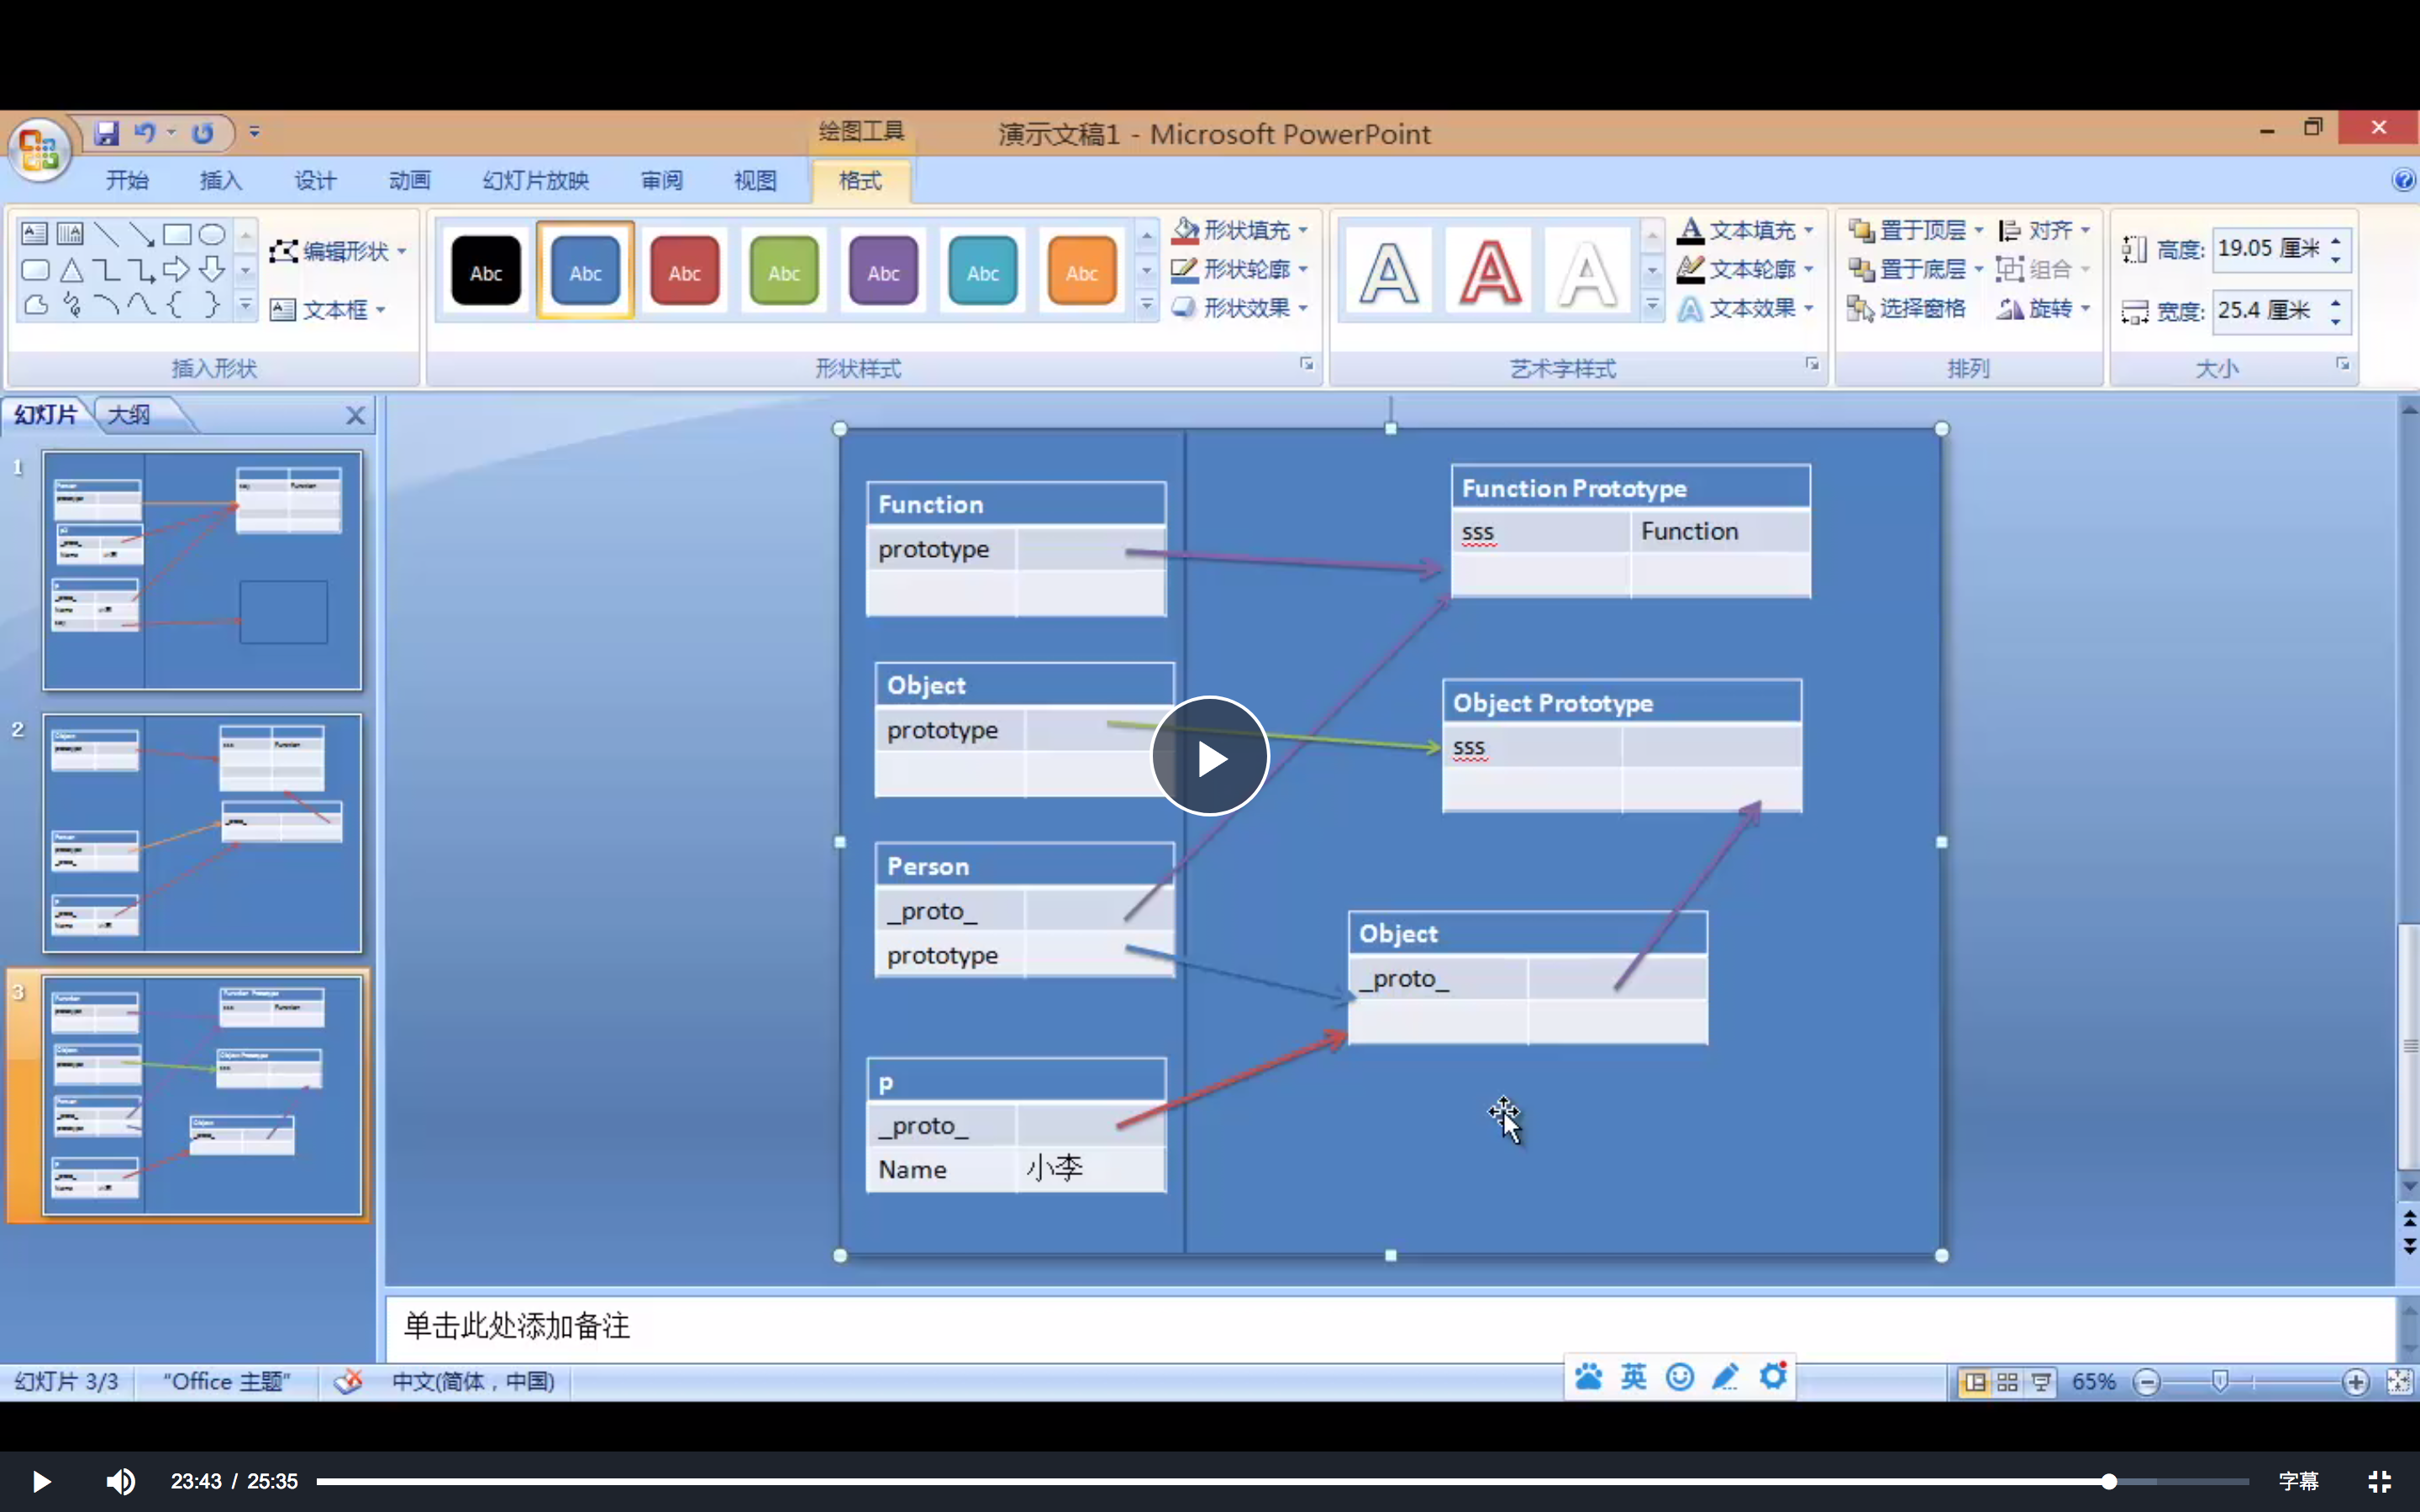 绘图工具
演示文稿1 - Microsoft PowerPoint
开始 插入 设计 动画 幻灯片放映 审阅 视图 格式
编辑形状
文本框
插入形状
Abc Abc Abc Abc Abc Abc Abc
形状填充
形状轮廓
形状效果
形状样式
文本填充
文本轮廓
文本效果
艺术字样式
置于顶层 对齐
置于底层 组合
选择窗格 旋转
排列
高度: 19.05 厘米
宽度: 25.4 厘米
大小
幻灯片 大纲
1
2
3
Function
prototype
Object
prototype
Person
_proto_
prototype
p
_proto_
Name 小李
Function Prototype
sss Function
Object Prototype
sss
Object
_proto_
单击此处添加备注
幻灯片 3/3 "Office 主题" 中文(简体，中国) 英 65%
23:43 / 25:35 字幕